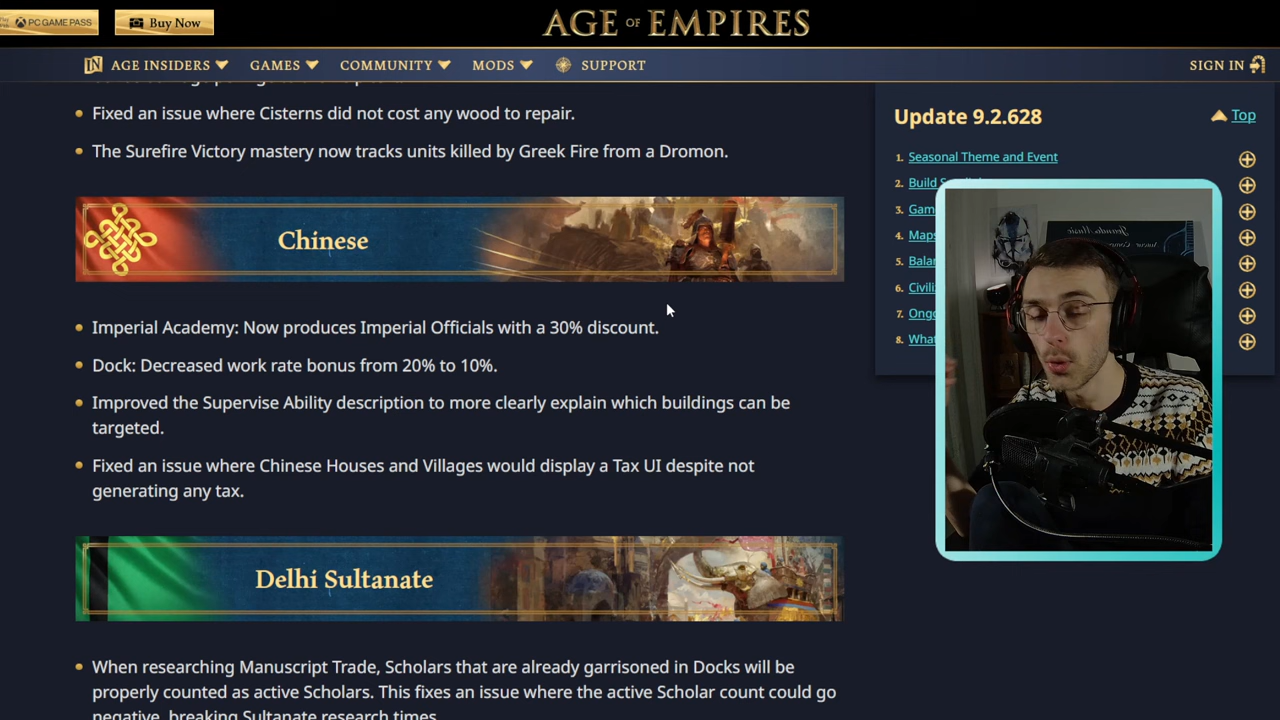 PC GAME PASS
Buy Now
AGE OF EMPIRES
AGE INSIDERS
GAMES
COMMUNITY
MODS
SUPPORT
SIGN IN
Fixed an issue where Cisterns did not cost any wood to repair.
The Surefire Victory mastery now tracks units killed by Greek Fire from a Dromon.
Chinese
Imperial Academy: Now produces Imperial Officials with a 30% discount.
Dock: Decreased work rate bonus from 20% to 10%.
Improved the Supervise Ability description to more clearly explain which buildings can be
targeted.
Fixed an issue where Chinese Houses and Villages would display a Tax UI despite not
generating any tax.
Delhi Sultanate
When researching Manuscript Trade, Scholars that are already garrisoned in Docks will be
properly counted as active Scholars. This fixes an issue where the active Scholar count could go
negative, breaking Sultanate research times.
Update 9.2.628
Top
1. Seasonal Theme and Event
2. Build
3. Gam
4. Maps
5. Bala
6. Civili
7. Ongo
8. What